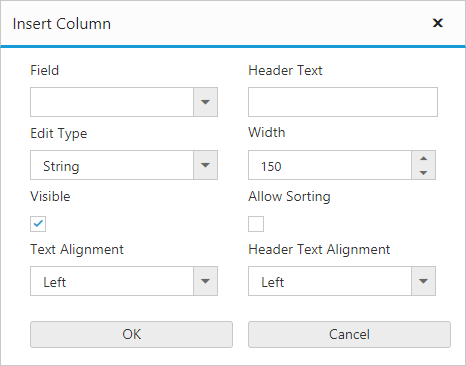 Insert Column
Field Header Text
Edit Type Width
String 150
Visible Allow Sorting
Text Alignment Header Text Alignment
Left Left
OK Cancel